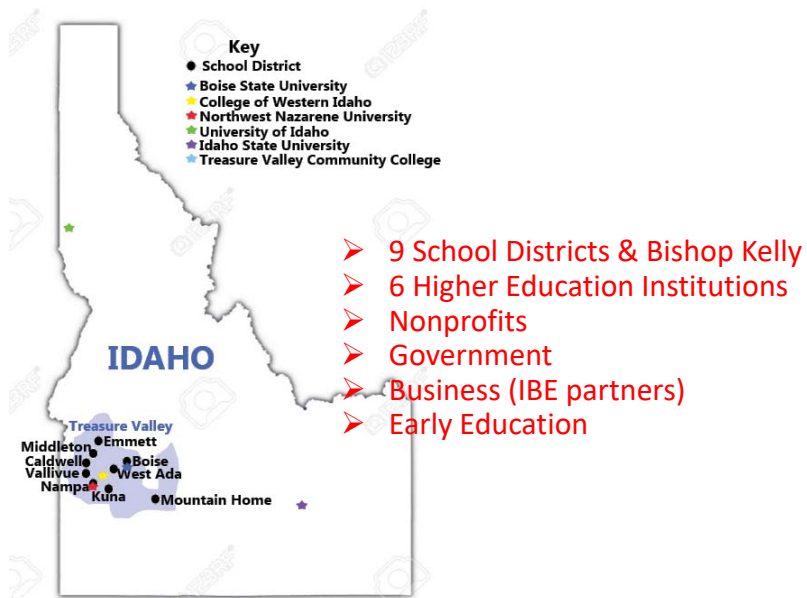 Key
School District
Boise State University
College of Western Idaho
Northwest Nazarene University
University of Idaho
Idaho State University
Treasure Valley Community College
➢ 9 School Districts & Bishop Kelly
➢ 6 Higher Education Institutions
➢ Nonprofits
➢ Government
➢ Business (IBE partners)
➢ Early Education
IDAHO
Treasure Valley
Emmett
Middleton
Caldwell
Boise
Vallivue
West Ada
Nampa
Kuna
Mountain Home